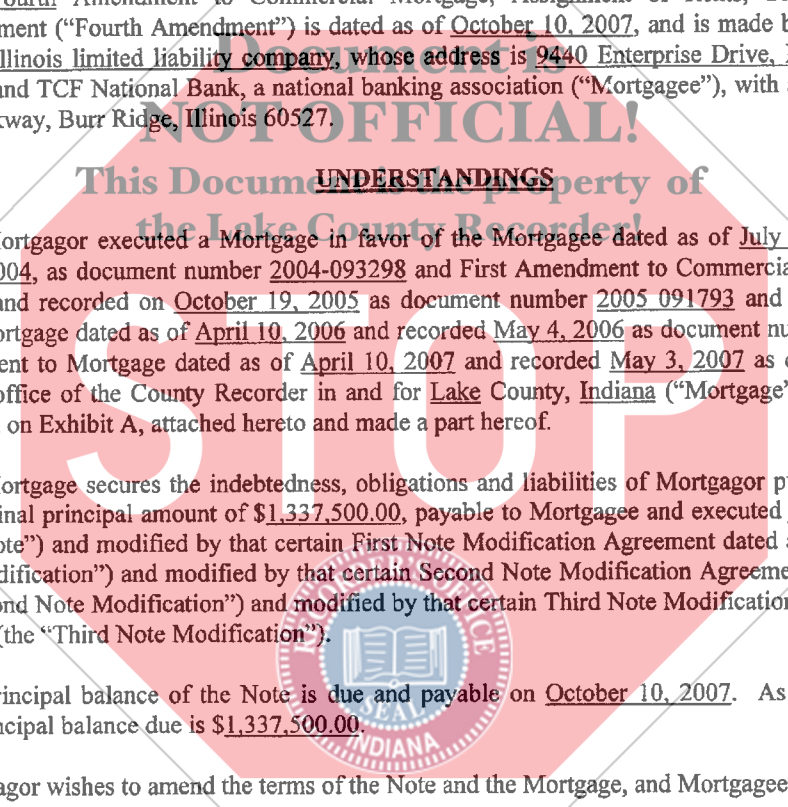 Fourth Amendment to Commercial Mortgage, Assignment of Rents,
ment (“Fourth Amendment”) is dated as of October 10, 2007, and is made b
Illinois limited liability company, whose address is 9440 Enterprise Drive,
Document is
and TCF National Bank, a national banking association (“Mortgagee”), with
NOT OFFICIAL!
kway, Burr Ridge, Illinois 60527.
This Document is the property of
UNDERSTANDINGS
the Lake County Recorder!
ortgagor executed a Mortgage in favor of the Mortgagee dated as of July
004, as document number 2004-093298 and First Amendment to Commercia
and recorded on October 19, 2005 as document number 2005 091793 and
ortgage dated as of April 10, 2006 and recorded May 4, 2006 as document nu
ent to Mortgage dated as of April 10, 2007 and recorded May 3, 2007 as
office of the County Recorder in and for Lake County, Indiana (“Mortgage”
on Exhibit A, attached hereto and made a part hereof.
STOP
ortgage secures the indebtedness, obligations and liabilities of Mortgagor p
inal principal amount of $1,337,500.00, payable to Mortgagee and executed
ote”) and modified by that certain First Note Modification Agreement dated
dification”) and modified by that certain Second Note Modification Agreeme
ond Note Modification”) and modified by that certain Third Note Modification
(the “Third Note Modification”).
RECORDER'S OFFICE
SEAL
INDIANA
rincipal balance of the Note is due and payable on October 10, 2007. As
ncipal balance due is $1,337,500.00.
agor wishes to amend the terms of the Note and the Mortgage, and Mortgagee